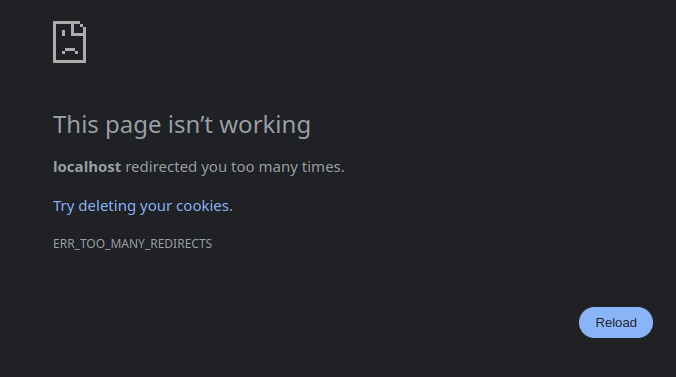 This page isn’t working
localhost redirected you too many times.
Try deleting your cookies.
ERR_TOO_MANY_REDIRECTS
Reload